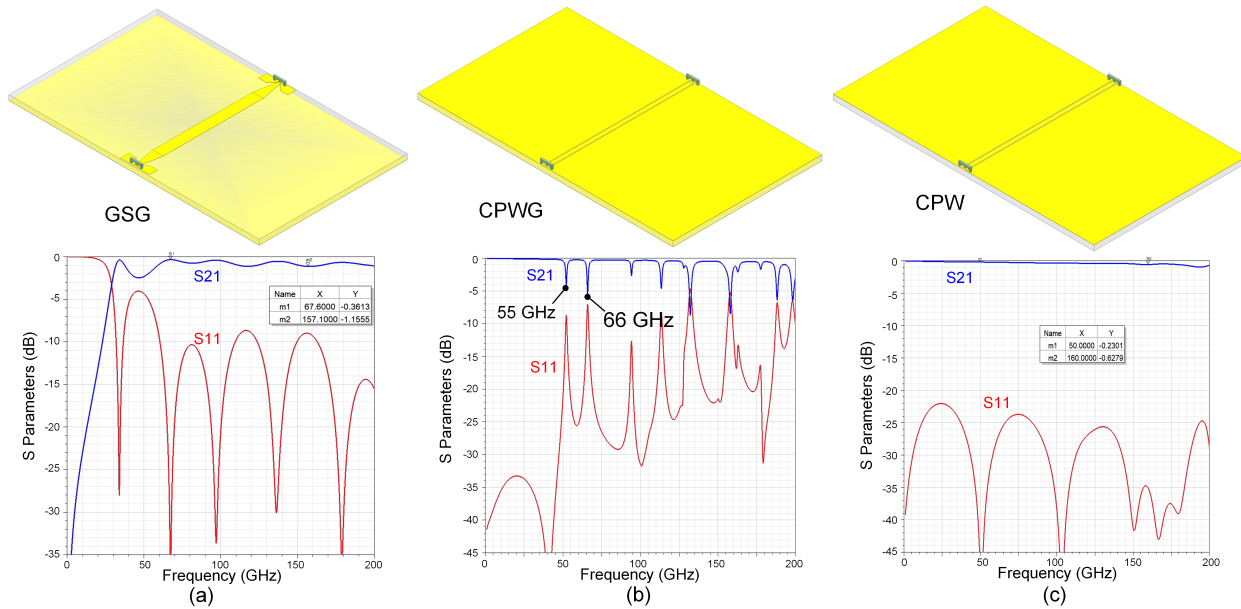 GSG
CPWG
CPW
S Parameters (dB)
0
-5
-10
-15
-20
-25
-30
-35
S21
S11
Name X Y
m1 67.6000 -0.3613
m2 157.1000 -1.1555
0 50 100 150 200
Frequency (GHz)
(a)
S Parameters (dB)
0
-5
-10
-15
-20
-25
-30
-35
-40
-45
S21
55 GHz
66 GHz
S11
0 50 100 150 200
Frequency (GHz)
(b)
S Parameters (dB)
0
-5
-10
-15
-20
-25
-30
-35
-40
-45
S21
Name X Y
m1 50.0000 -0.2301
m2 160.0000 -0.6279
S11
0 50 100 150 200
Frequency (GHz)
(c)